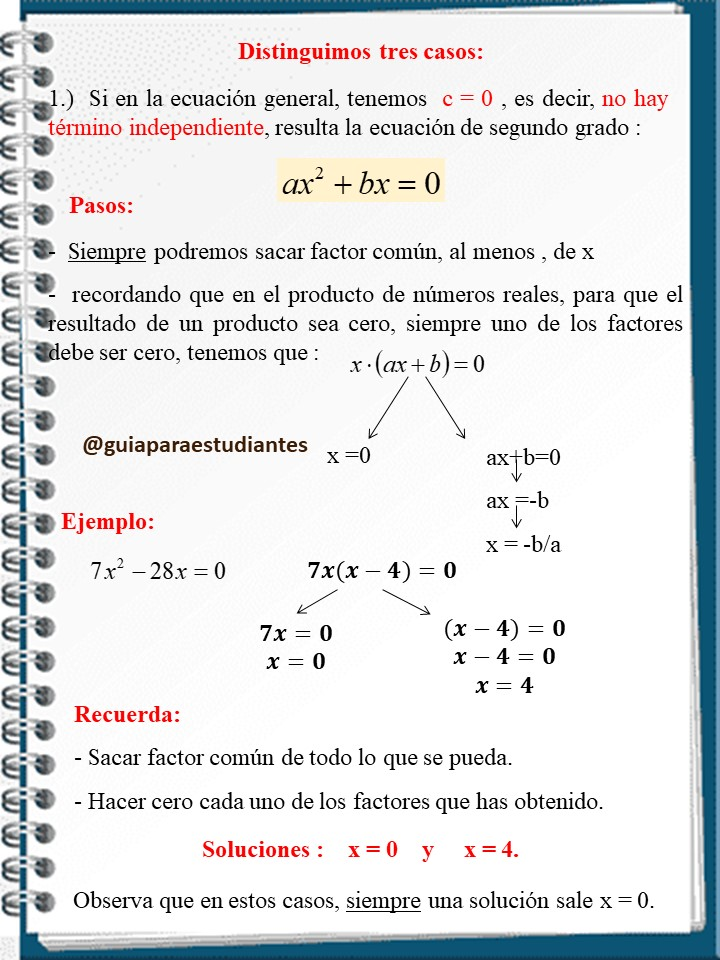 Distinguimos tres casos:
1.) Si en la ecuación general, tenemos c = 0 , es decir, no hay
término independiente, resulta la ecuación de segundo grado :
ax² + bx = 0
Pasos:
- Siempre podremos sacar factor común, al menos , de x
- recordando que en el producto de números reales, para que el
resultado de un producto sea cero, siempre uno de los factores
debe ser cero, tenemos que :
x · (ax + b) = 0
@guiaparaestudiantes
x =0
ax+b=0
ax =-b
x = -b/a
Ejemplo:
7x² − 28x = 0
7x(x − 4) = 0
7x = 0
x = 0
(x − 4) = 0
x − 4 = 0
x = 4
Recuerda:
- Sacar factor común de todo lo que se pueda.
- Hacer cero cada uno de los factores que has obtenido.
Soluciones : x = 0 y x = 4.
Observa que en estos casos, siempre una solución sale x = 0.